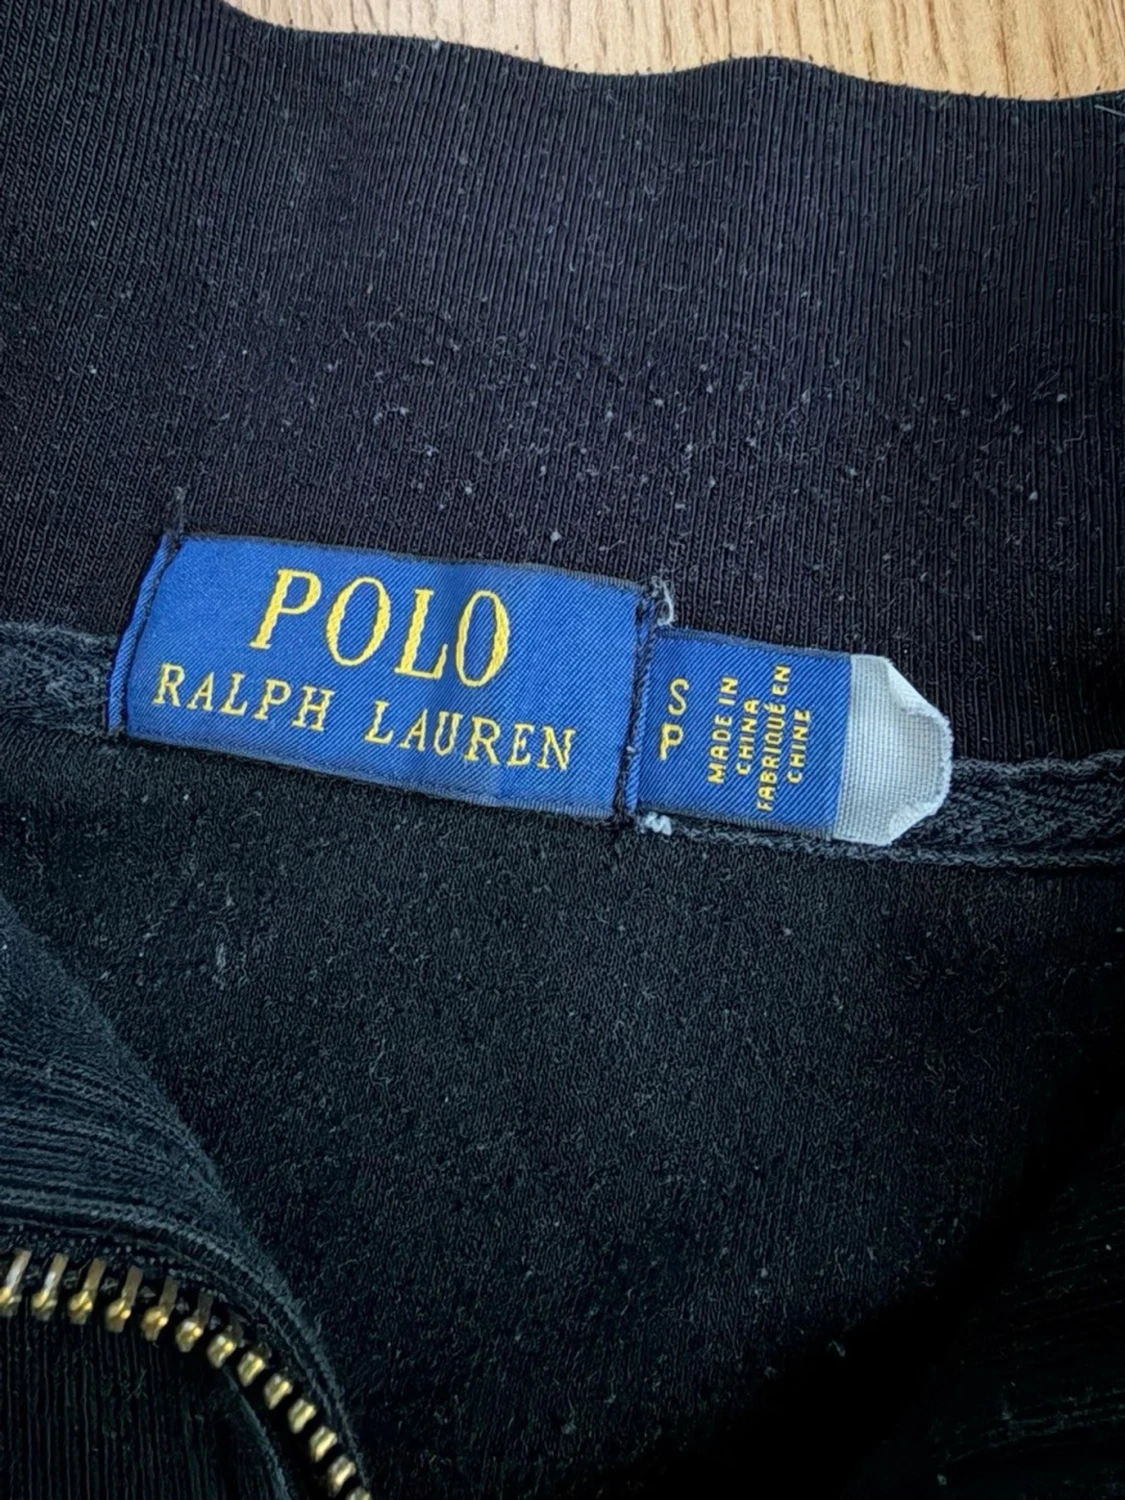 POLO
RALPH LAUREN
S
P
MADE IN
CHINA
FABRIQUÉ EN
CHINE